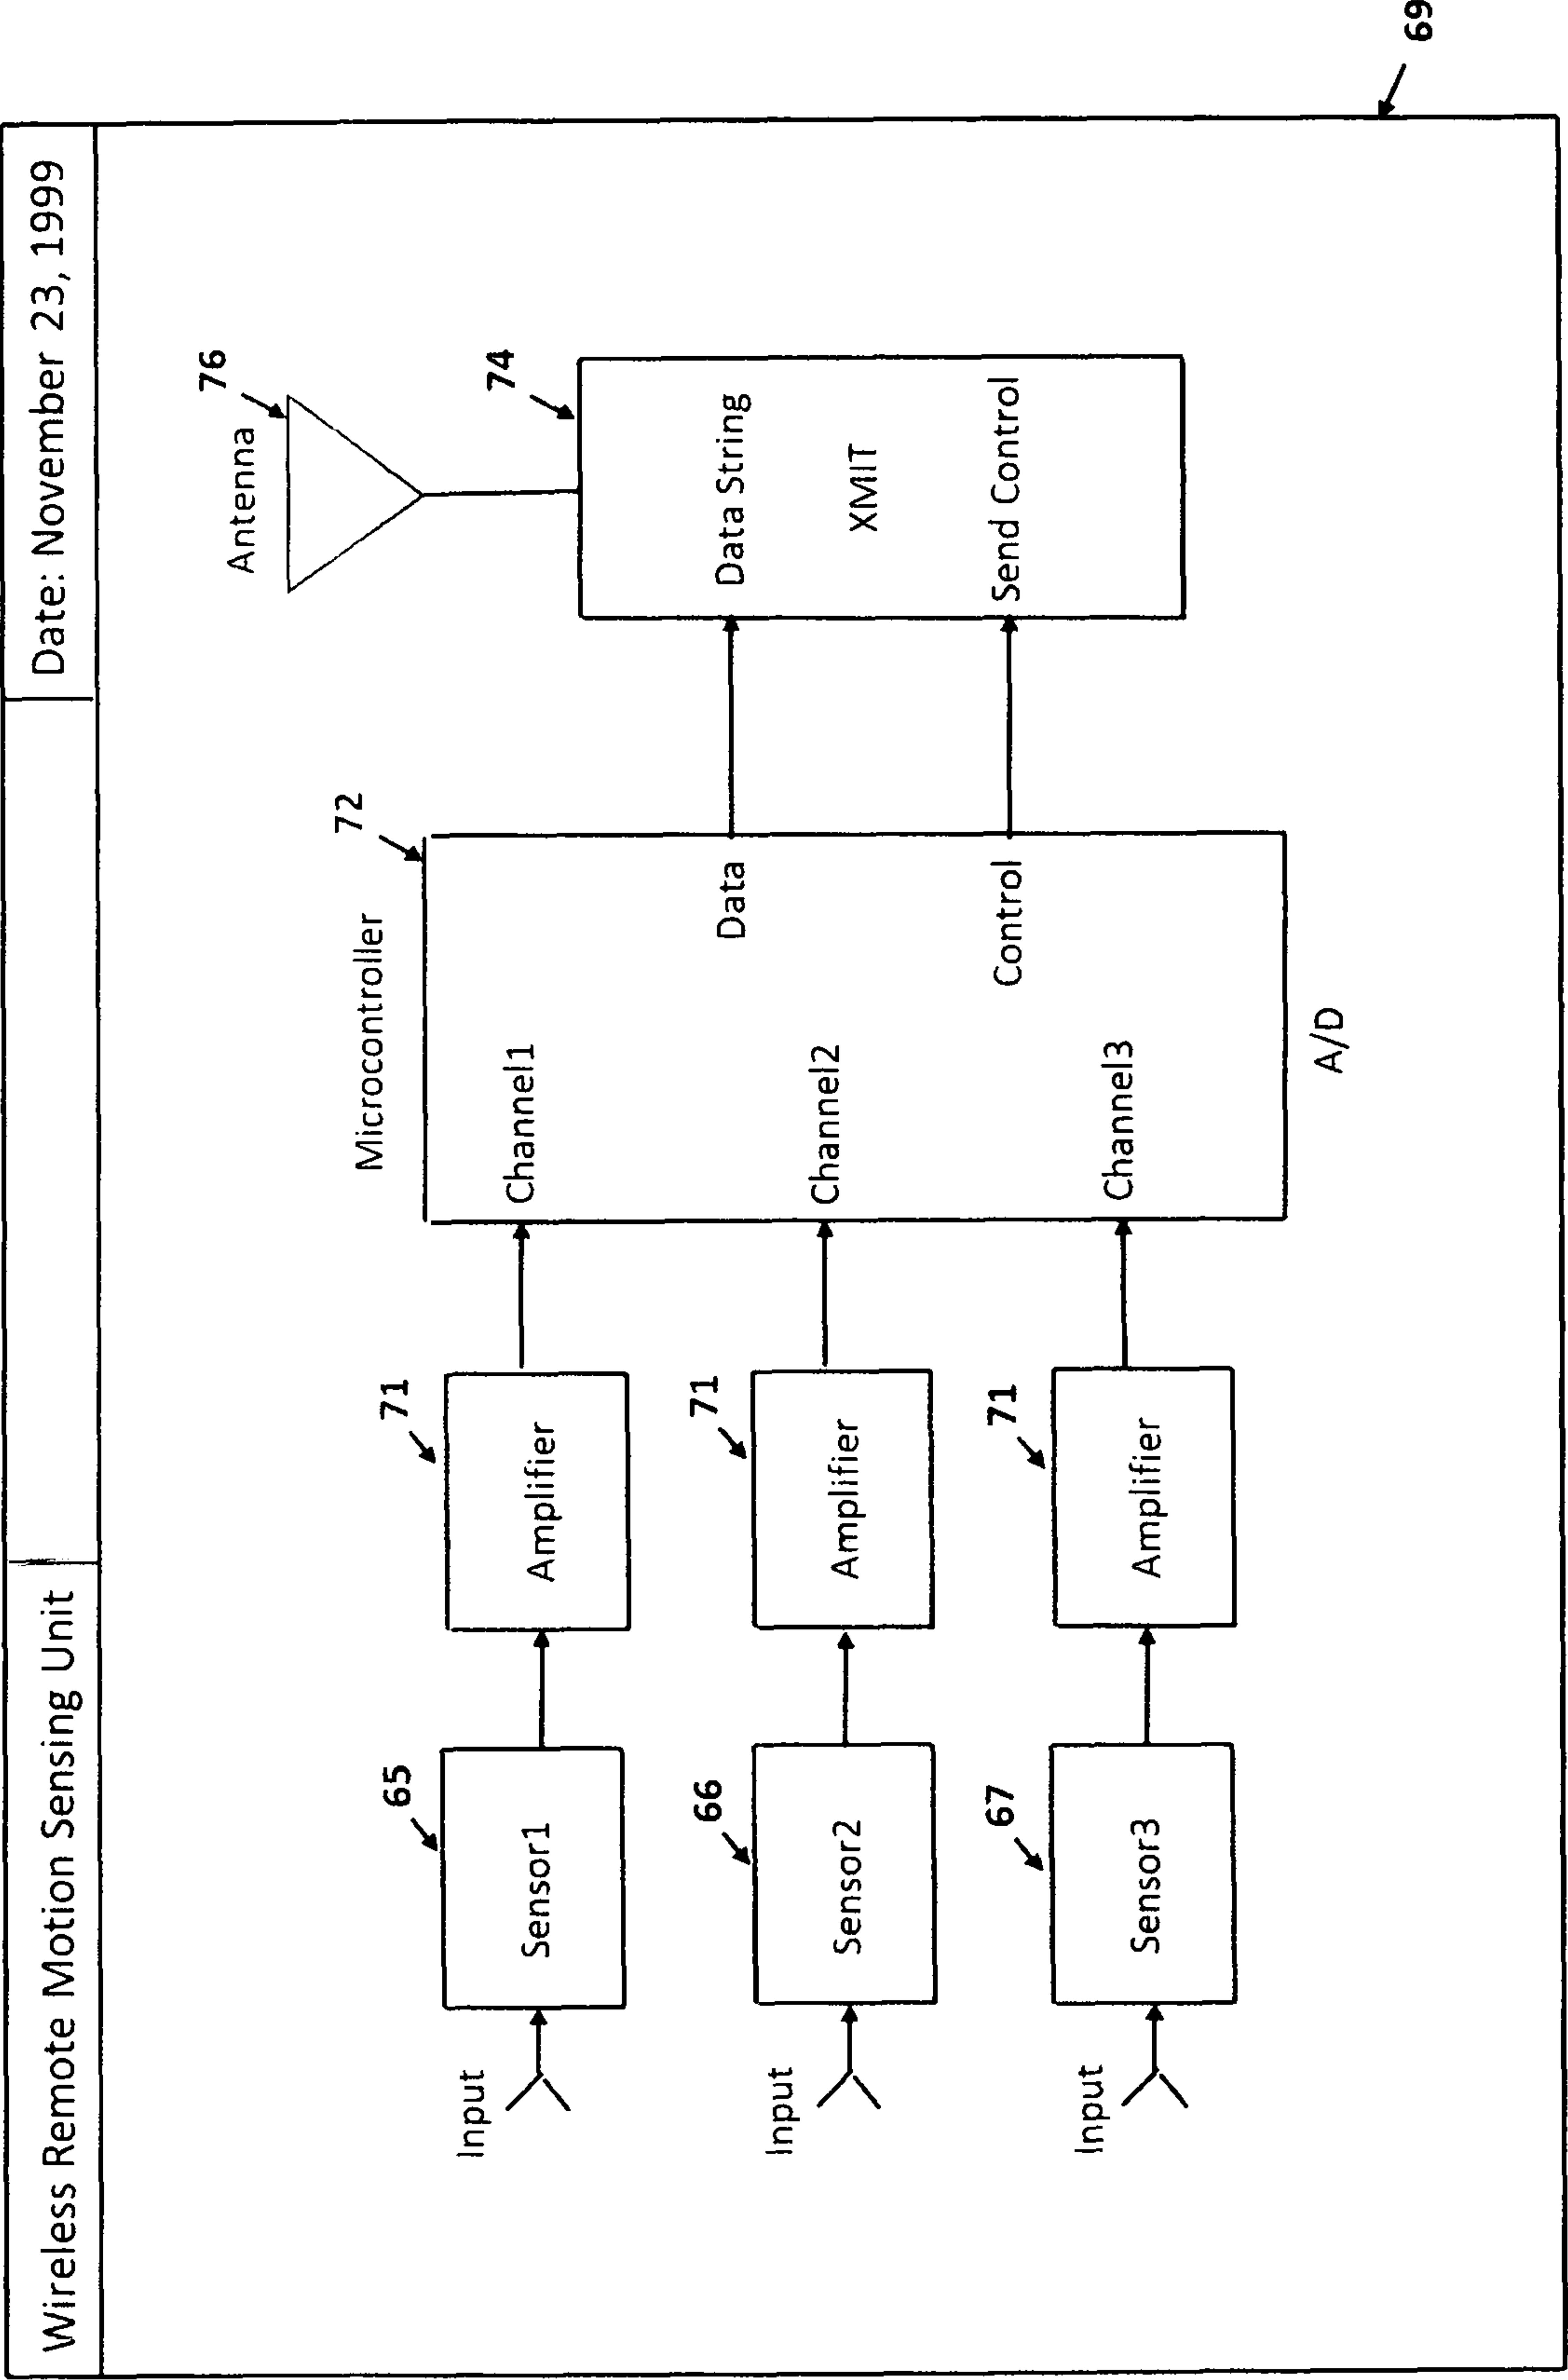 Wireless Remote Motion Sensing Unit
Date: November 23, 1999
69
76
Antenna
Microcontroller
72
74
Input
65
Sensor1
71
Amplifier
Channel1
Data
Data String
XMIT
Input
66
Sensor2
71
Amplifier
Channel2
Control
Send Control
Input
67
Sensor3
71
Amplifier
Channel3
A/D